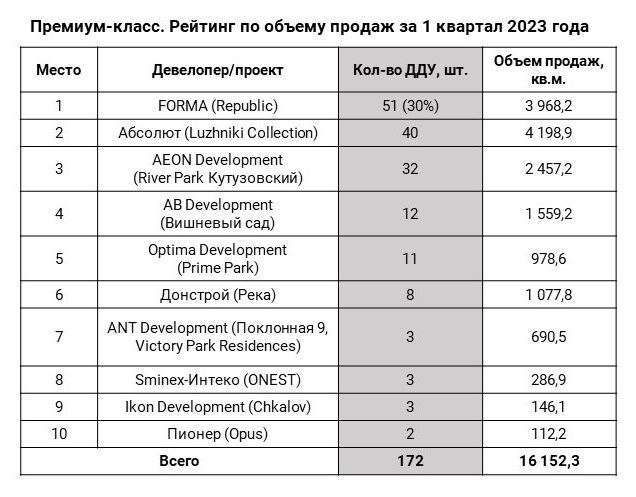 Премиум-класс. Рейтинг по объему продаж за 1 квартал 2023 года
Место Девелопер/проект Кол-во ДДУ, шт. Объем продаж, кв.м.
1 FORMA (Republic) 51 (30%) 3 968,2
2 Абсолют (Luzhniki Collection) 40 4 198,9
3 AEON Development (River Park Кутузовский) 32 2 457,2
4 AB Development (Вишневый сад) 12 1 559,2
5 Optima Development (Prime Park) 11 978,6
6 Донстрой (Река) 8 1 077,8
7 ANT Development (Поклонная 9, Victory Park Residences) 3 690,5
8 Sminex-Интеко (ONEST) 3 286,9
9 Ikon Development (Chkalov) 3 146,1
10 Пионер (Opus) 2 112,2
Всего 172 16 152,3